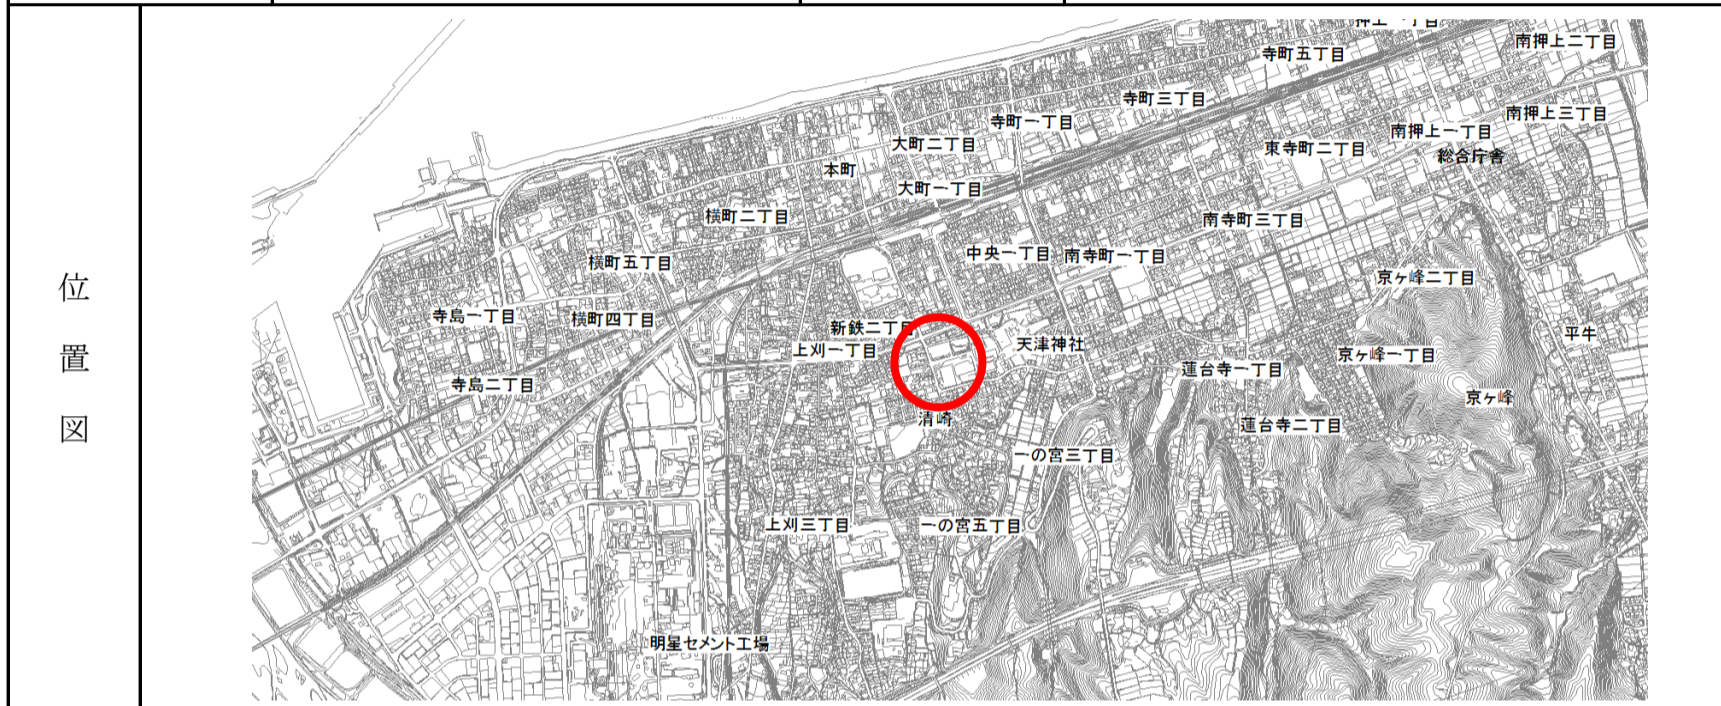 位置図
押上一丁目
南押上二丁目
寺町五丁目
寺町三丁目
南押上三丁目
寺町一丁目
南押上一丁目
大町二丁目
東寺町二丁目
総合庁舎
本町
大町一丁目
横町二丁目
南寺町三丁目
中央一丁目
南寺町一丁目
横町五丁目
京ヶ峰二丁目
寺島一丁目
横町四丁目
新鉄二丁目
平牛
天津神社
上刈一丁目
京ヶ峰一丁目
蓮台寺一丁目
寺島二丁目
京ヶ峰
清崎
蓮台寺二丁目
一の宮三丁目
上刈三丁目
一の宮五丁目
明星セメント工場